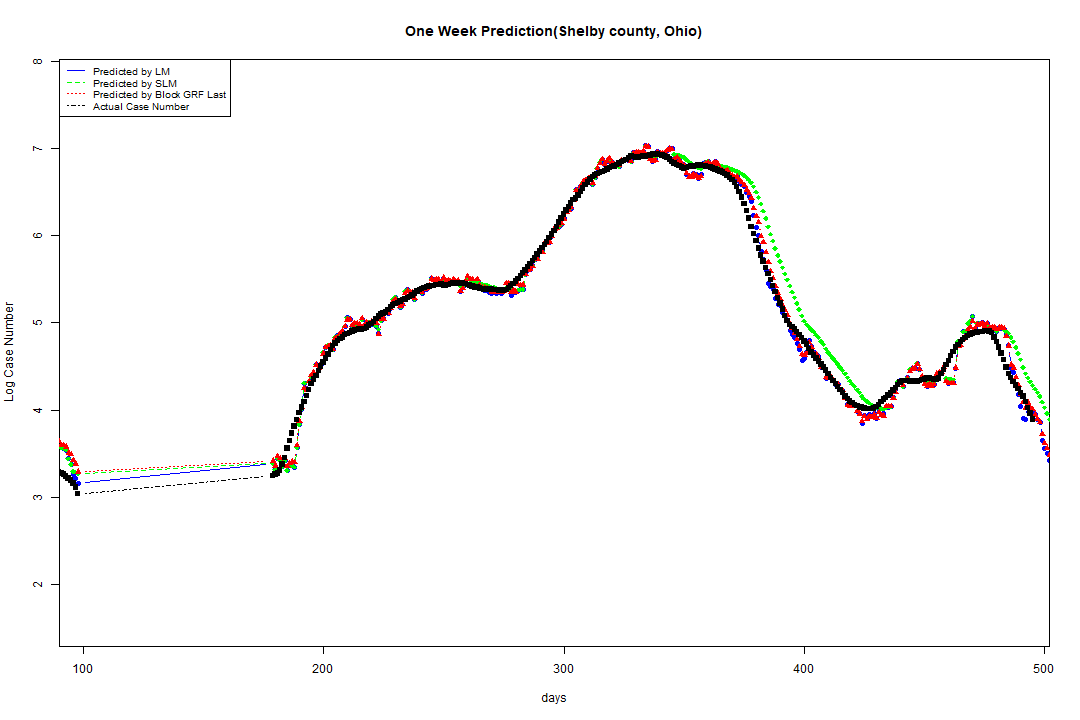 One Week Prediction(Shelby county, Ohio)
Predicted by LM
Predicted by SLM
Predicted by Block GRF Last
Actual Case Number
Log Case Number
8
7
6
5
4
3
2
100
200
300
400
500
days